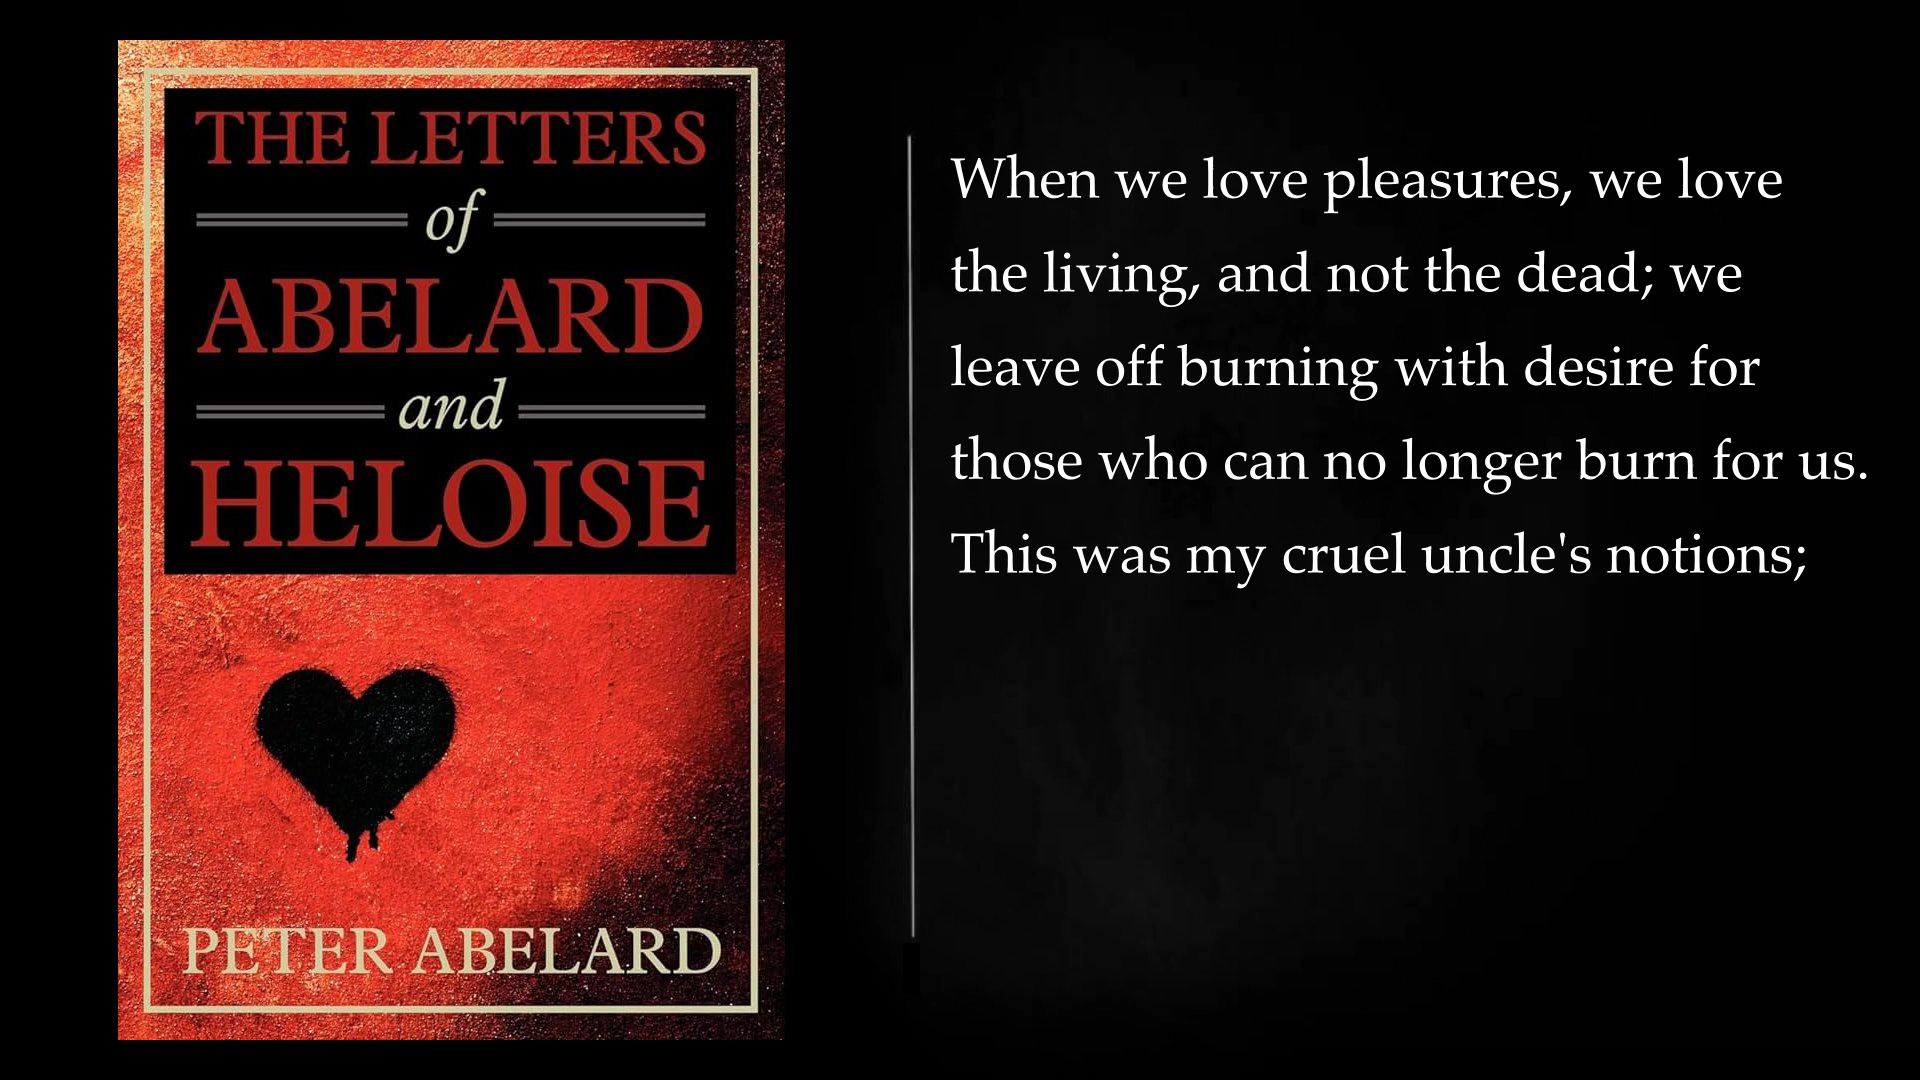 THE LETTERS
of
ABELARD
and
HELOISE
PETER ABELARD
When we love pleasures, we love
the living, and not the dead; we
leave off burning with desire for
those who can no longer burn for us.
This was my cruel uncle's notions;